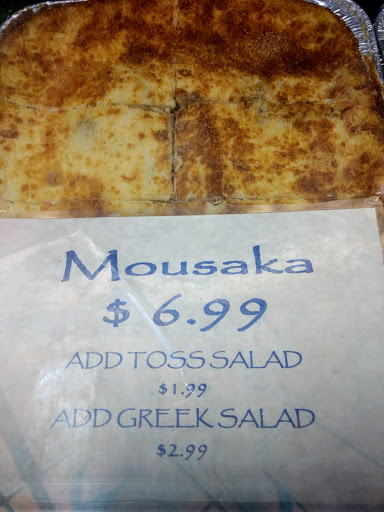 Mousaka
$ 6.99
ADD TOSS SALAD
$1.99
ADD GREEK SALAD
$2.99